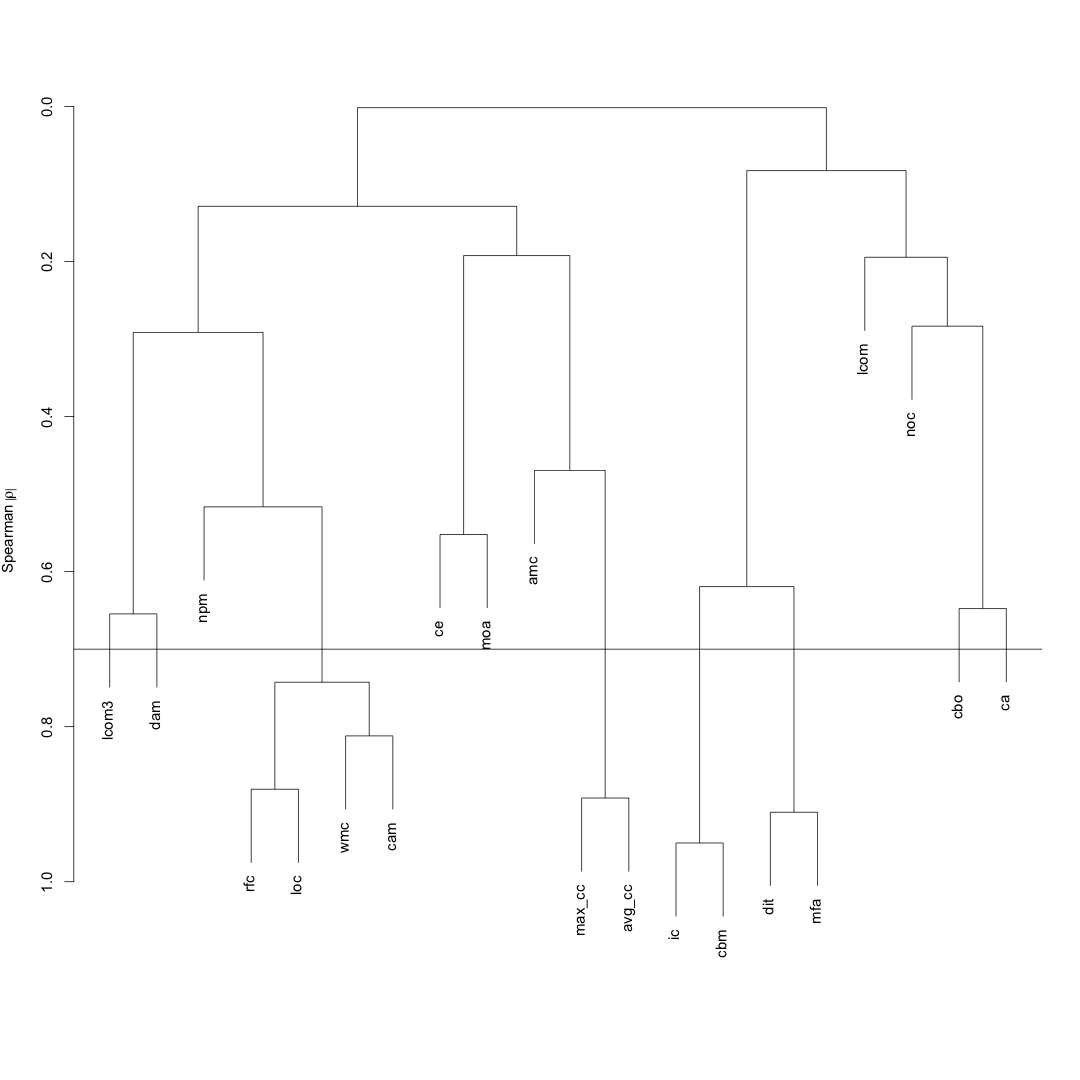 Spearman |ρ|
0.0
0.2
0.4
0.6
0.8
1.0
lcom3
dam
npm
rfc
loc
wmc
cam
ce
moa
amc
max_cc
avg_cc
ic
cbm
dit
mfa
lcom
noc
cbo
ca